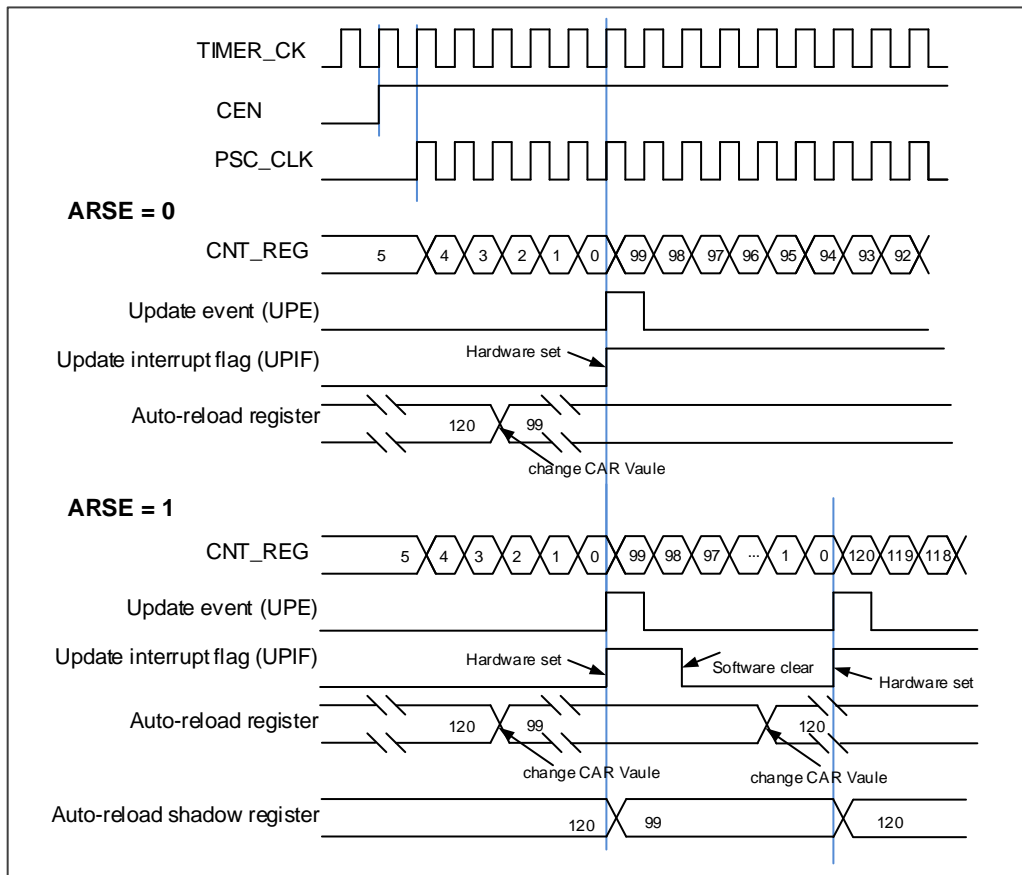 TIMER_CK
CEN
PSC_CLK
ARSE = 0
CNT_REG 5 4 3 2 1 0 99 98 97 96 95 94 93 92
Update event (UPE)
Update interrupt flag (UPIF) Hardware set
Auto-reload register 120 99
change CAR Vaule
ARSE = 1
CNT_REG 5 4 3 2 1 0 99 98 97 ... 1 0 120 119 118
Update event (UPE)
Update interrupt flag (UPIF) Hardware set Software clear Hardware set
Auto-reload register 120 99 120
change CAR Vaule change CAR Vaule
Auto-reload shadow register 120 99 120